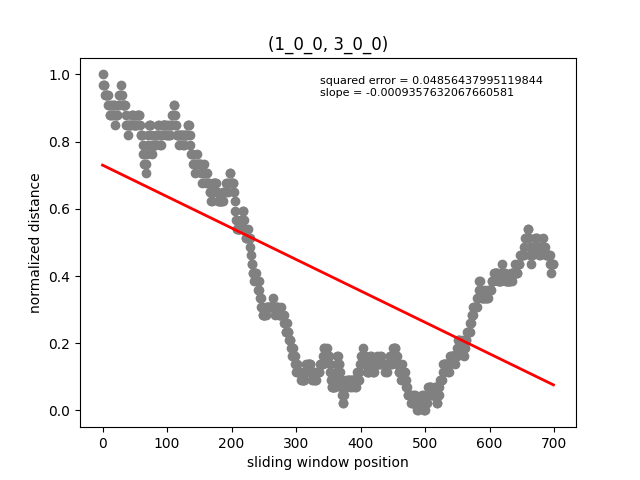 (1_0_0, 3_0_0)
squared error = 0.04856437995119844
slope = -0.0009357632067660581
normalized distance
1.0
0.8
0.6
0.4
0.2
0.0
0 100 200 300 400 500 600 700
sliding window position